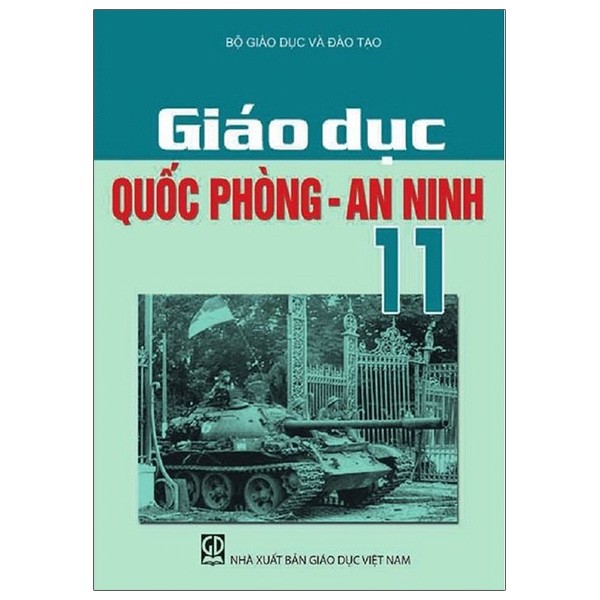 BỘ GIÁO DỤC VÀ ĐÀO TẠO
Giáo dục
QUỐC PHÒNG - AN NINH
11
GD
NHÀ XUẤT BẢN GIÁO DỤC VIỆT NAM